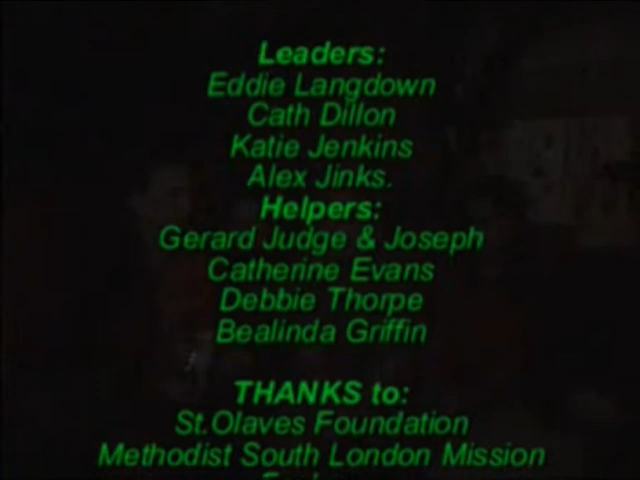 Leaders:
Eddie Langdown
Cath Dillon
Katie Jenkins
Alex Jinks.
Helpers:
Gerard Judge & Joseph
Catherine Evans
Debbie Thorpe
Bealinda Griffin
THANKS to:
St.Olaves Foundation
Methodist South London Mission